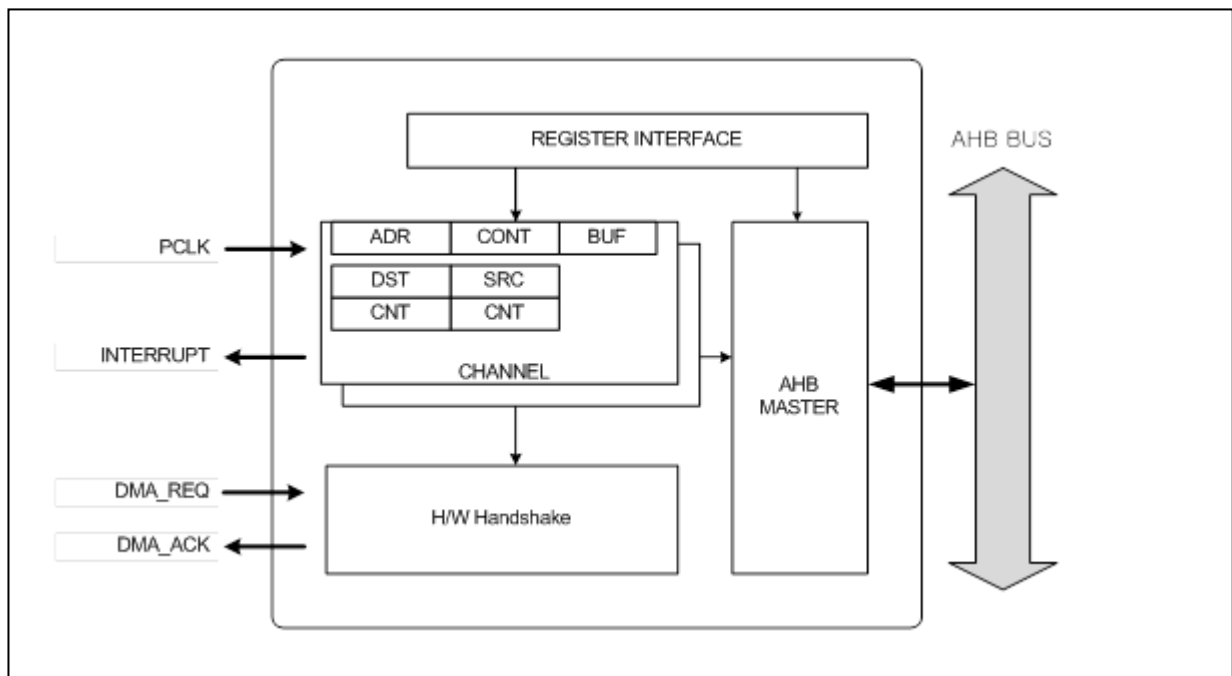 REGISTER INTERFACE
AHB BUS
PCLK
ADR CONT BUF
DST SRC
CNT CNT
INTERRUPT
CHANNEL
AHB
MASTER
DMA_REQ
H/W Handshake
DMA_ACK